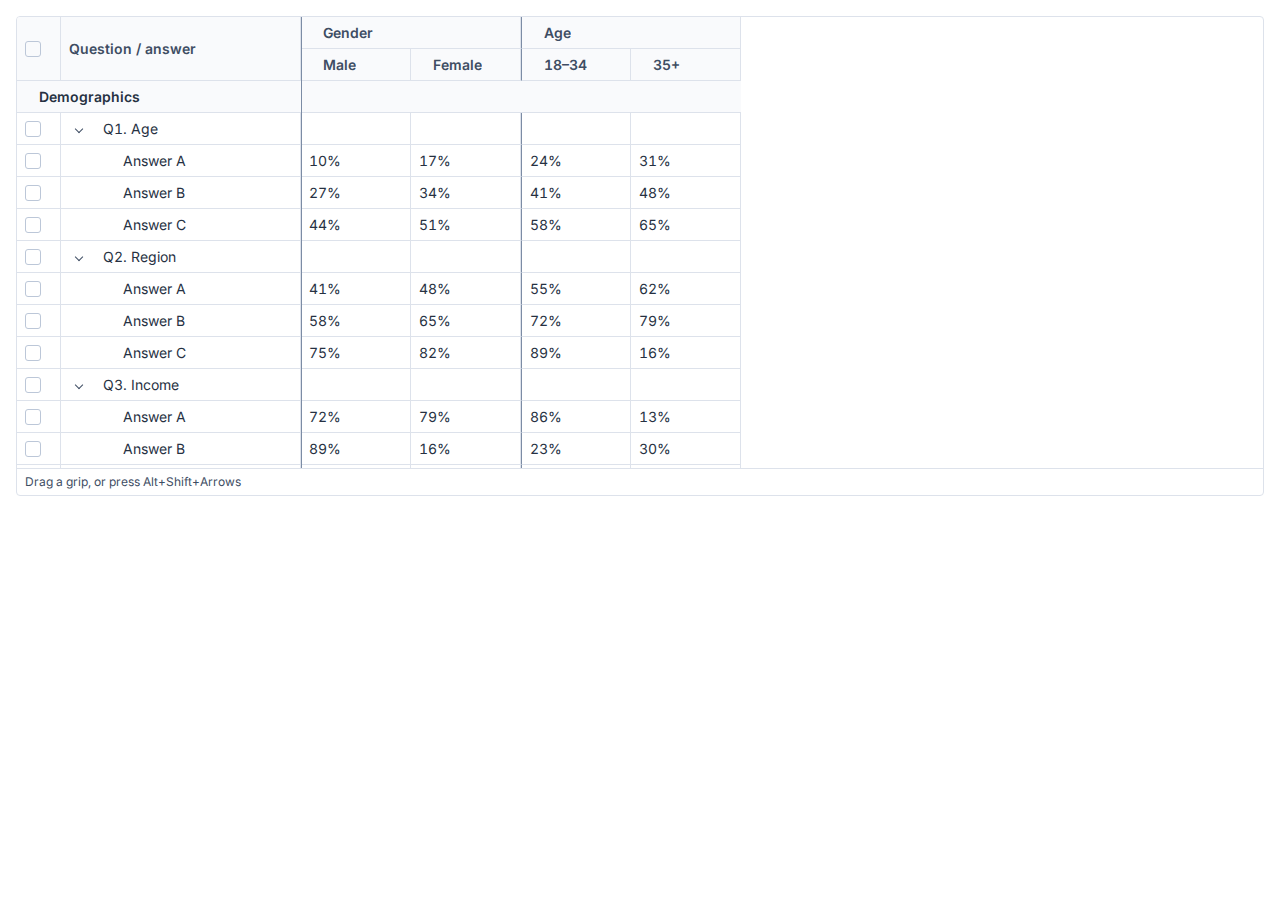 Question / answer Gender Age
Male Female 18–34 35+
Demographics
Q1. Age
Answer A 10% 17% 24% 31%
Answer B 27% 34% 41% 48%
Answer C 44% 51% 58% 65%
Q2. Region
Answer A 41% 48% 55% 62%
Answer B 58% 65% 72% 79%
Answer C 75% 82% 89% 16%
Q3. Income
Answer A 72% 79% 86% 13%
Answer B 89% 16% 23% 30%
Drag a grip, or press Alt+Shift+Arrows